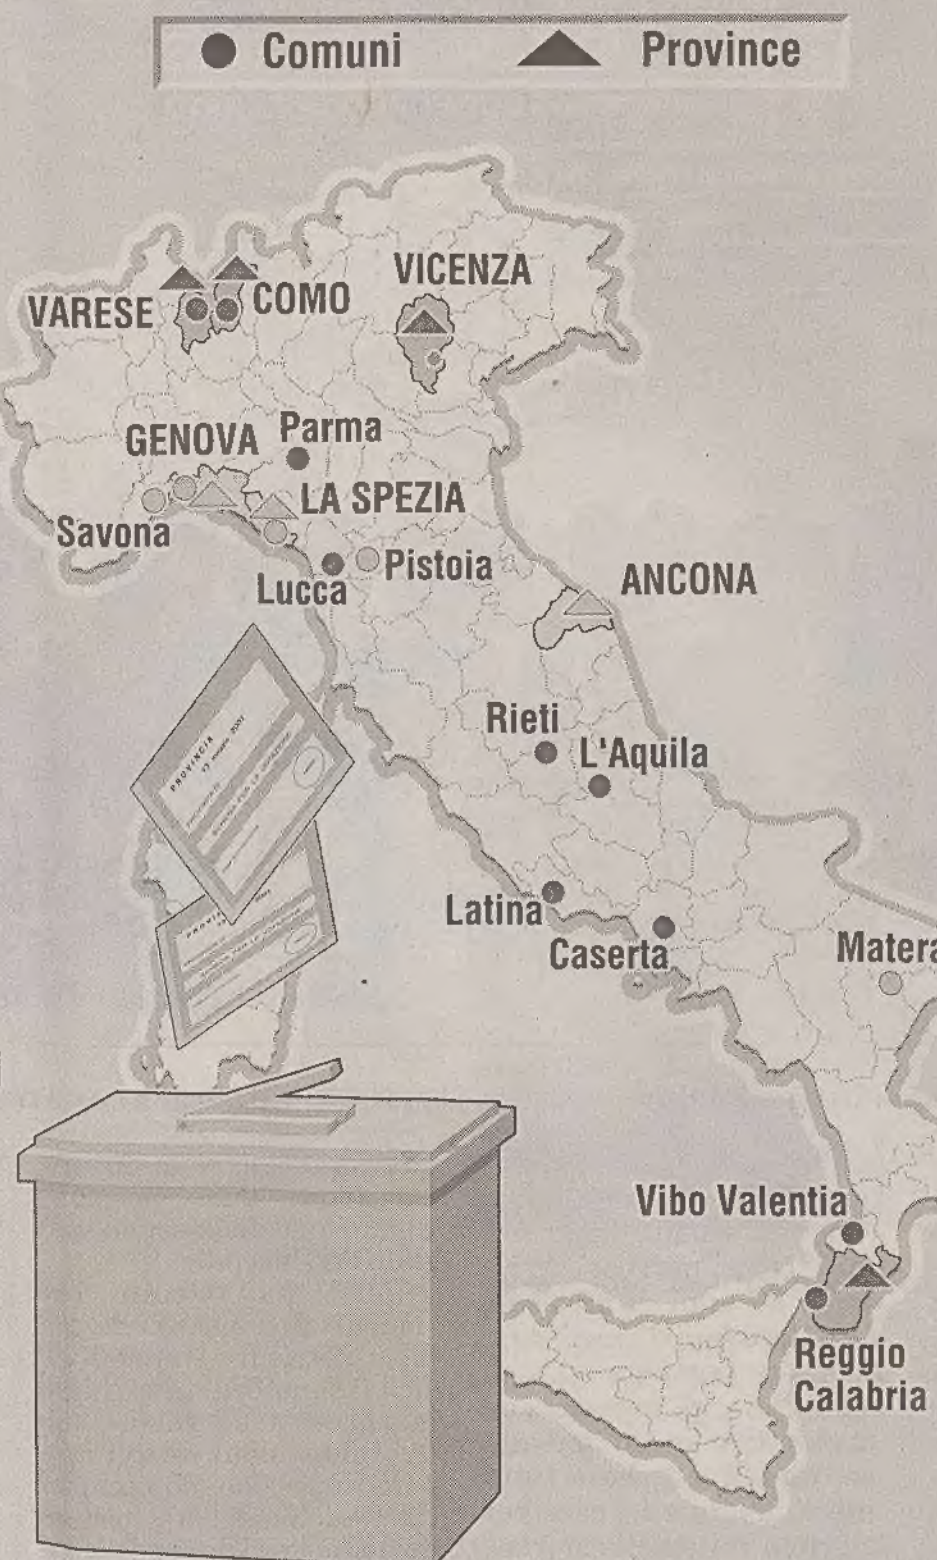 Comuni
Province
VICENZA
VARESE
COMO
GENOVA
Parma
LA SPEZIA
Savona
Lucca
Pistoia
ANCONA
PROVINCIA
Rieti
L'Aquila
Latina
Caserta
Matera
Vibo Valentia
Reggio
Calabria